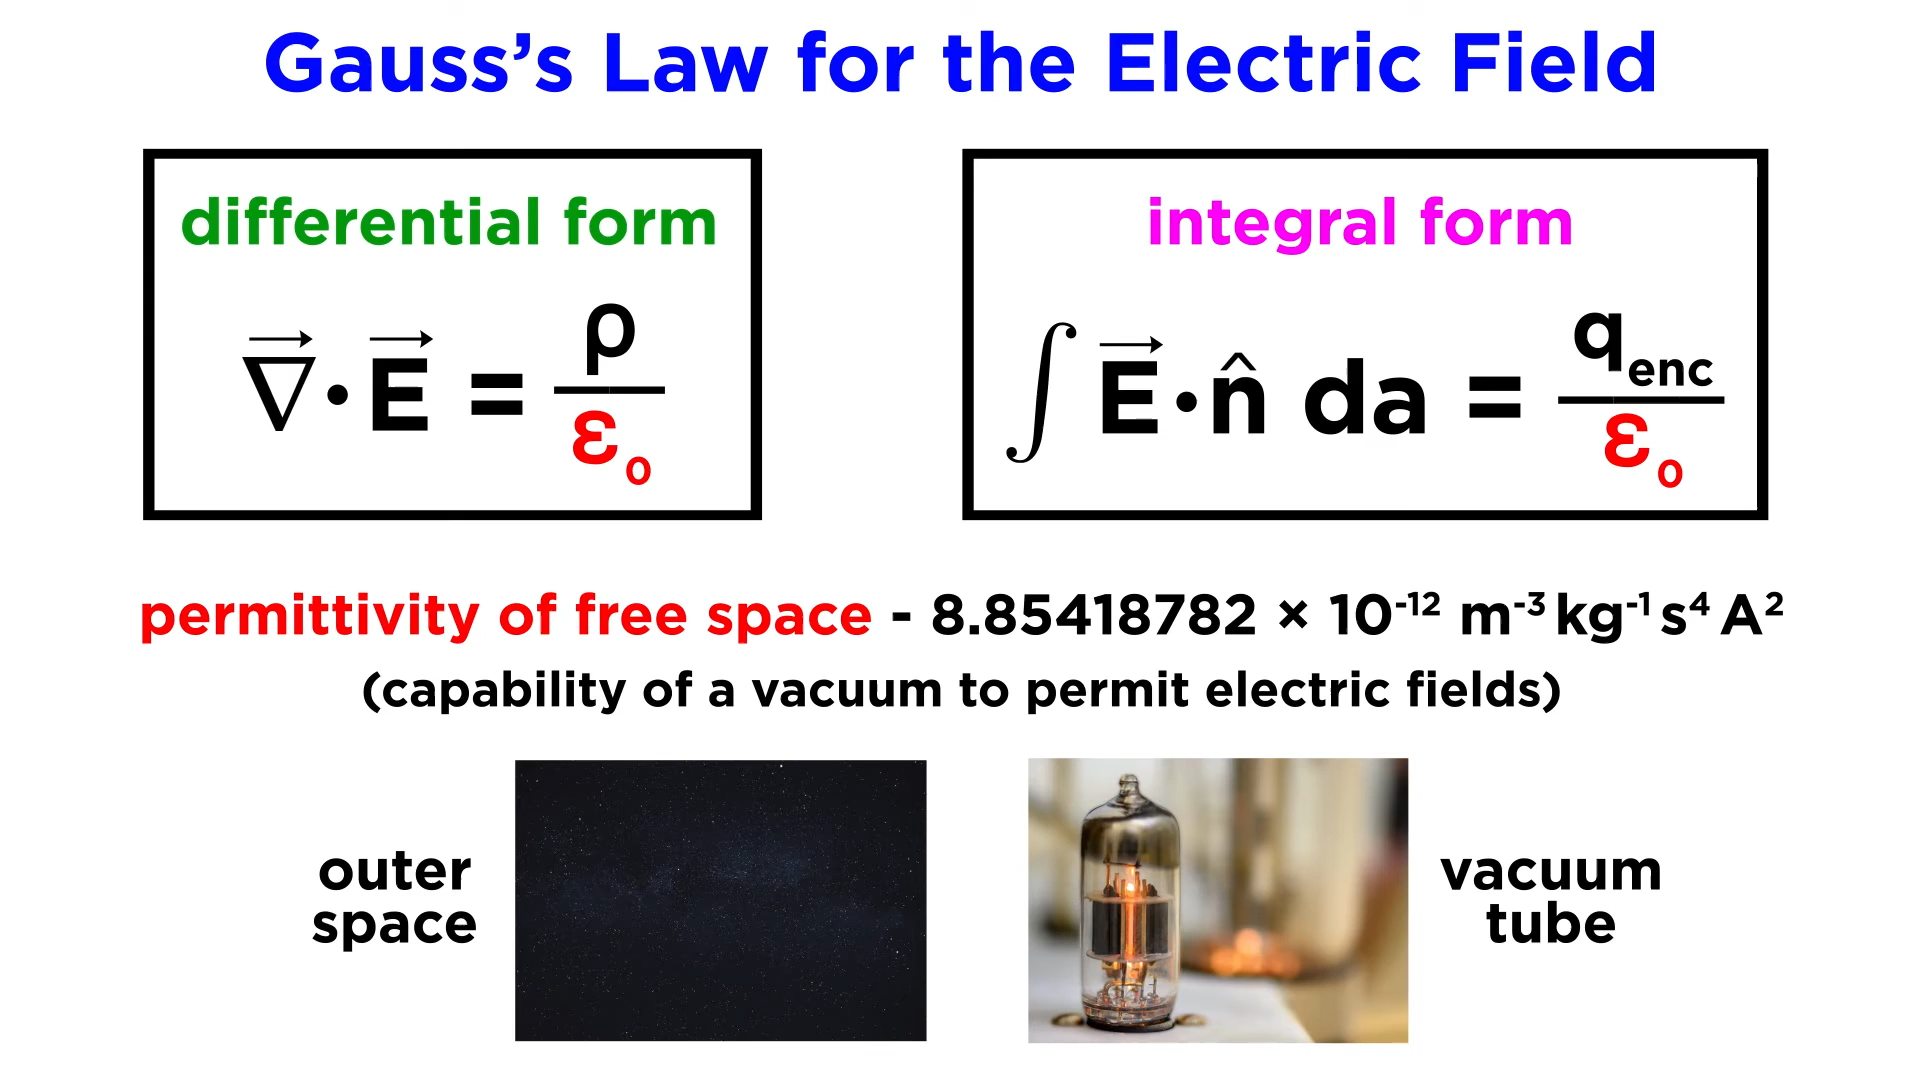 Gauss’s Law for the Electric Field
differential form
∇⃗ • E⃗ = ρ / ε₀
integral form
∫ E⃗ • n̂ da = q_enc / ε₀
permittivity of free space - 8.85418782 × 10⁻¹² m⁻³ kg⁻¹ s⁴ A²
(capability of a vacuum to permit electric fields)
outer
space
vacuum
tube